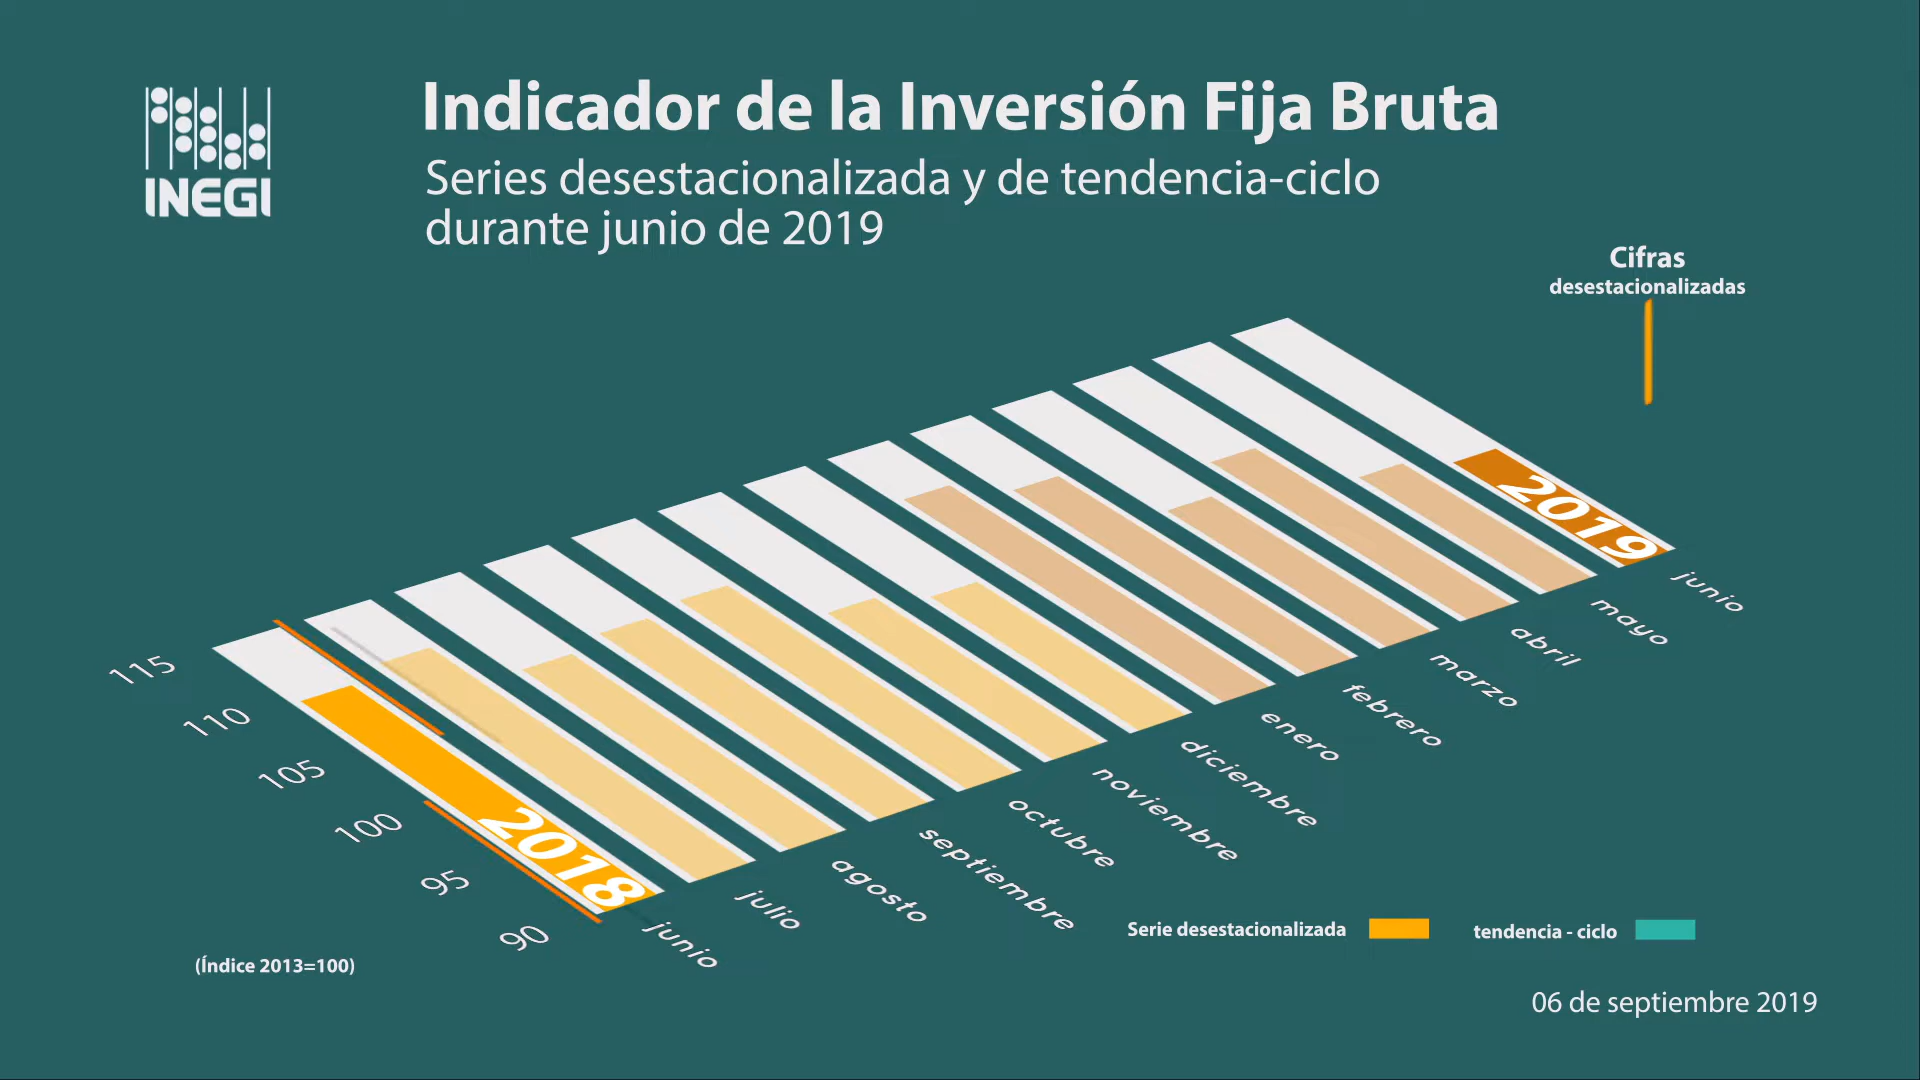 INEGI
Indicador de la Inversión Fija Bruta
Series desestacionalizada y de tendencia-ciclo
durante junio de 2019
Cifras
desestacionalizadas
115
110
105
100
95
90
2018
2019
junio
julio
agosto
septiembre
octubre
noviembre
diciembre
enero
febrero
marzo
abril
mayo
junio
Serie desestacionalizada
tendencia - ciclo
(Índice 2013=100)
06 de septiembre 2019